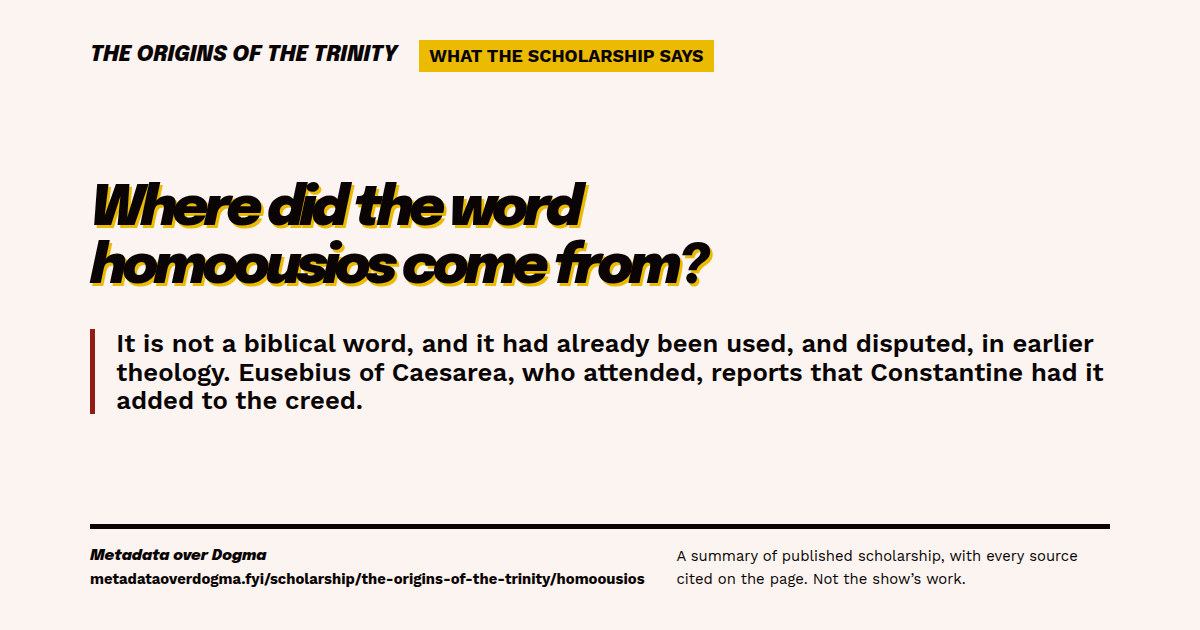 THE ORIGINS OF THE TRINITY
WHAT THE SCHOLARSHIP SAYS
Where did the word
homoousios come from?
It is not a biblical word, and it had already been used, and disputed, in earlier
theology. Eusebius of Caesarea, who attended, reports that Constantine had it
added to the creed.
Metadata over Dogma
metadataoverdogma.fyi/scholarship/the-origins-of-the-trinity/homoousios
A summary of published scholarship, with every source
cited on the page. Not the show’s work.